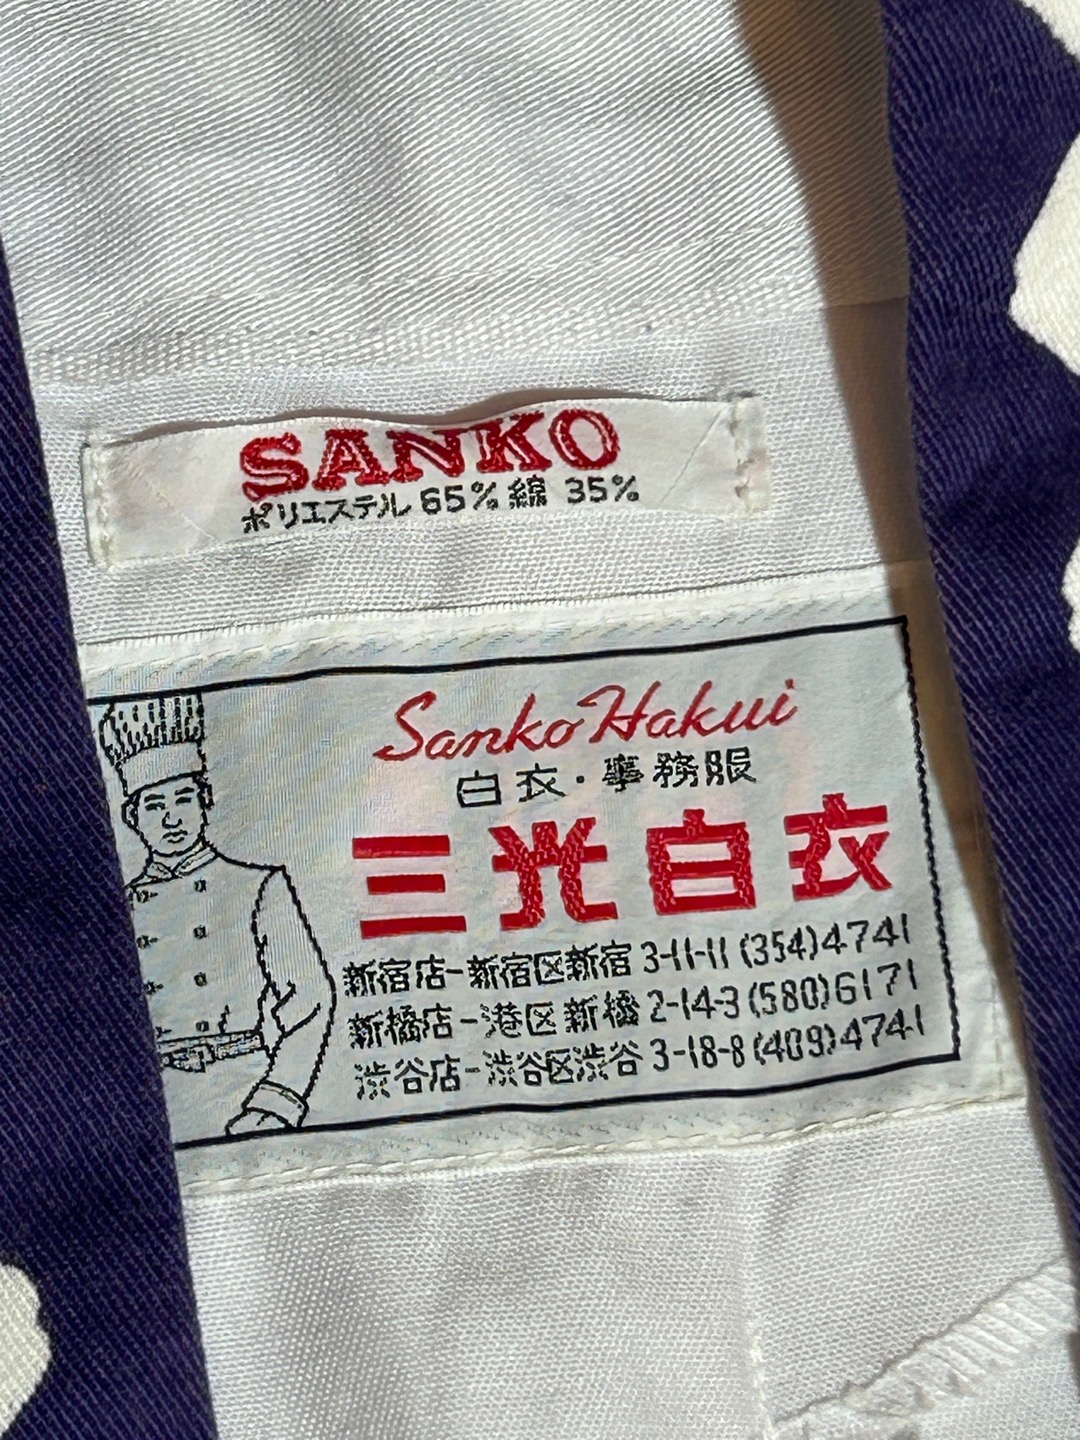 SANKO
ポリエステル 65% 綿 35%
Sanko Hakui
白衣・事務服
三光白衣
新宿店-新宿区新宿 3-11-11 (354)4741
新橋店-港区新橋 2-14-3 (580)6171
渋谷店-渋谷区渋谷 3-18-8 (409)4741